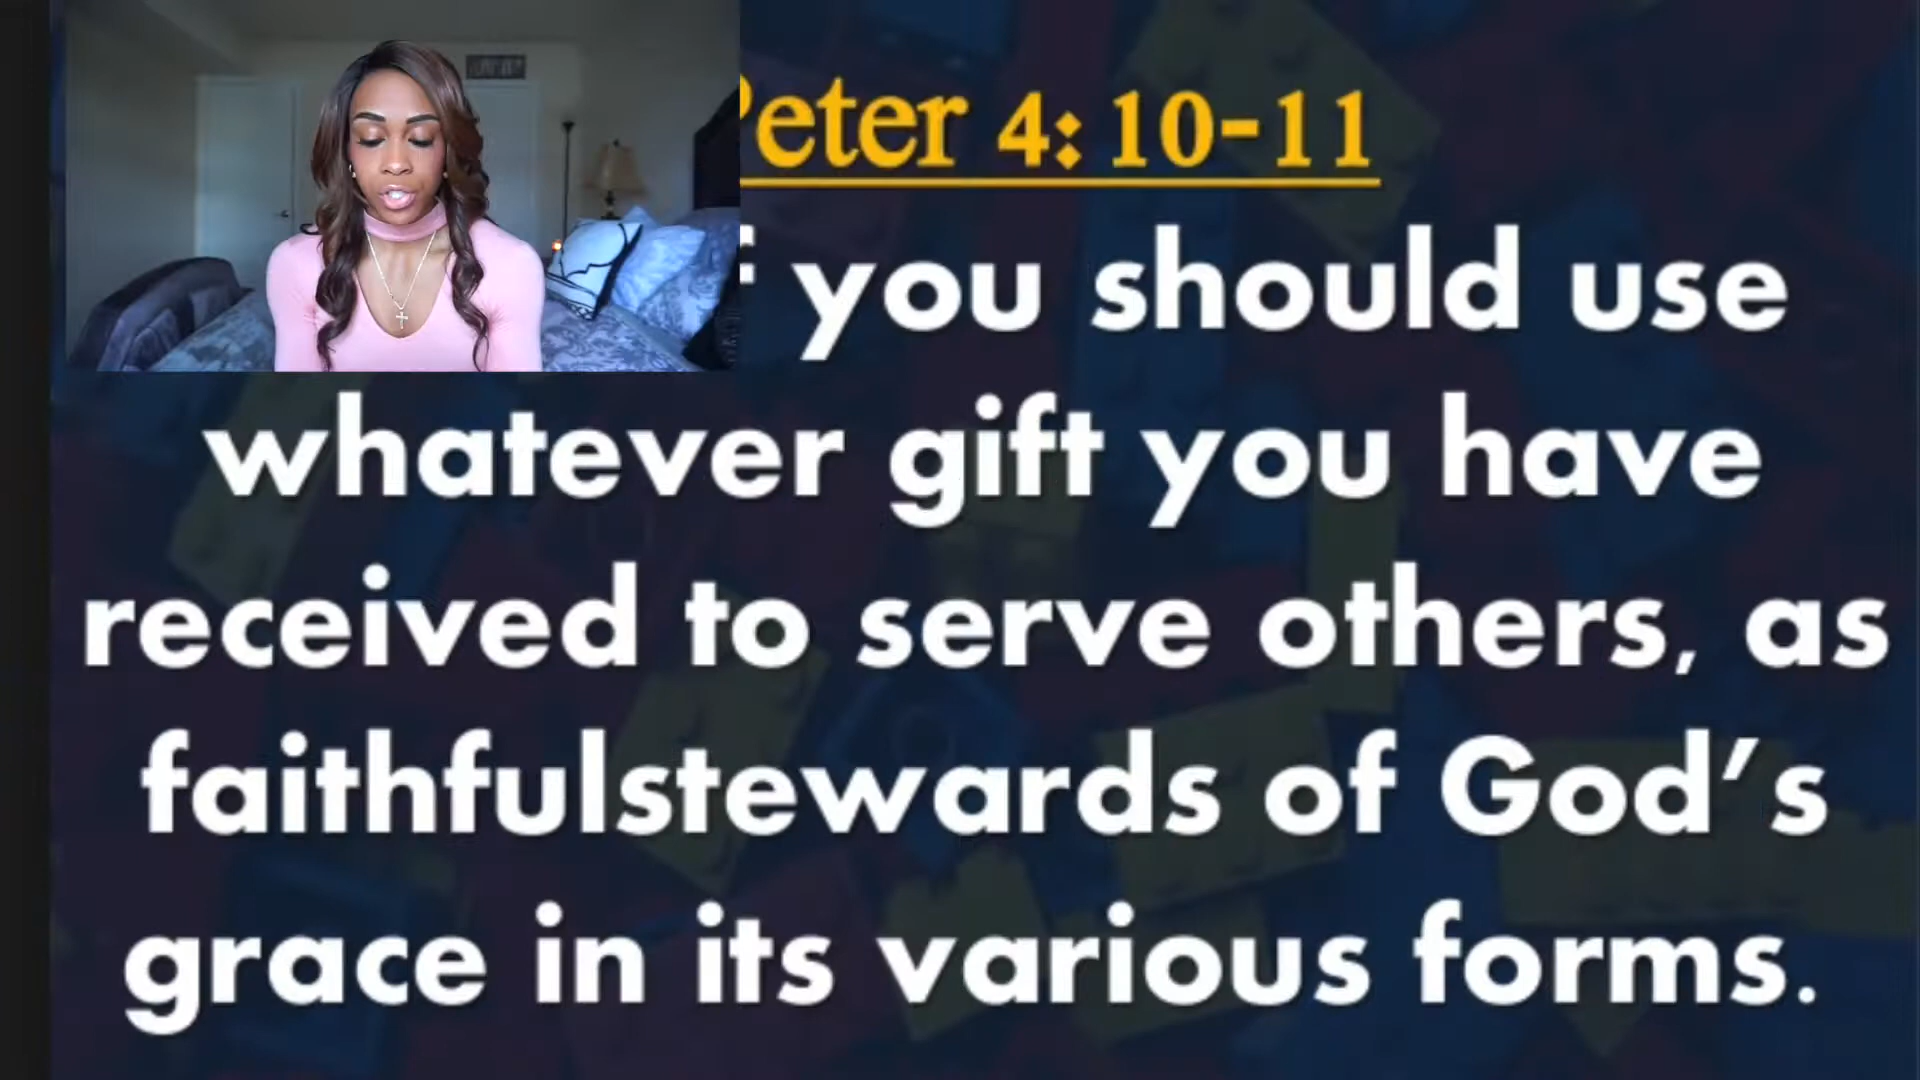 Peter 4: 10-11
f you should use
whatever gift you have
received to serve others, as
faithfulstewards of God's
grace in its various forms.